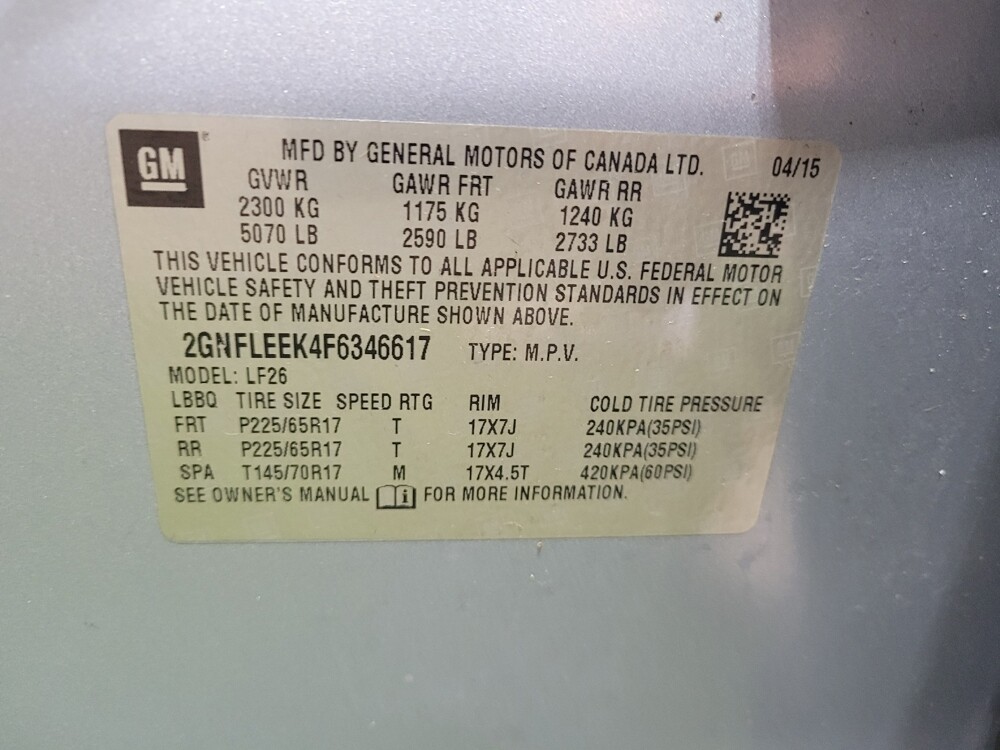 GM
MFD BY GENERAL MOTORS OF CANADA LTD. 04/15
GVWR GAWR FRT GAWR RR
2300 KG 1175 KG 1240 KG
5070 LB 2590 LB 2733 LB
THIS VEHICLE CONFORMS TO ALL APPLICABLE U.S. FEDERAL MOTOR
VEHICLE SAFETY AND THEFT PREVENTION STANDARDS IN EFFECT ON
THE DATE OF MANUFACTURE SHOWN ABOVE.
2GNFLEEK4F6346617 TYPE: M.P.V.
MODEL: LF26
LBBQ TIRE SIZE SPEED RTG RIM COLD TIRE PRESSURE
FRT P225/65R17 T 17X7J 240KPA(35PSI)
RR P225/65R17 T 17X7J 240KPA(35PSI)
SPA T145/70R17 M 17X4.5T 420KPA(60PSI)
SEE OWNER'S MANUAL i FOR MORE INFORMATION.